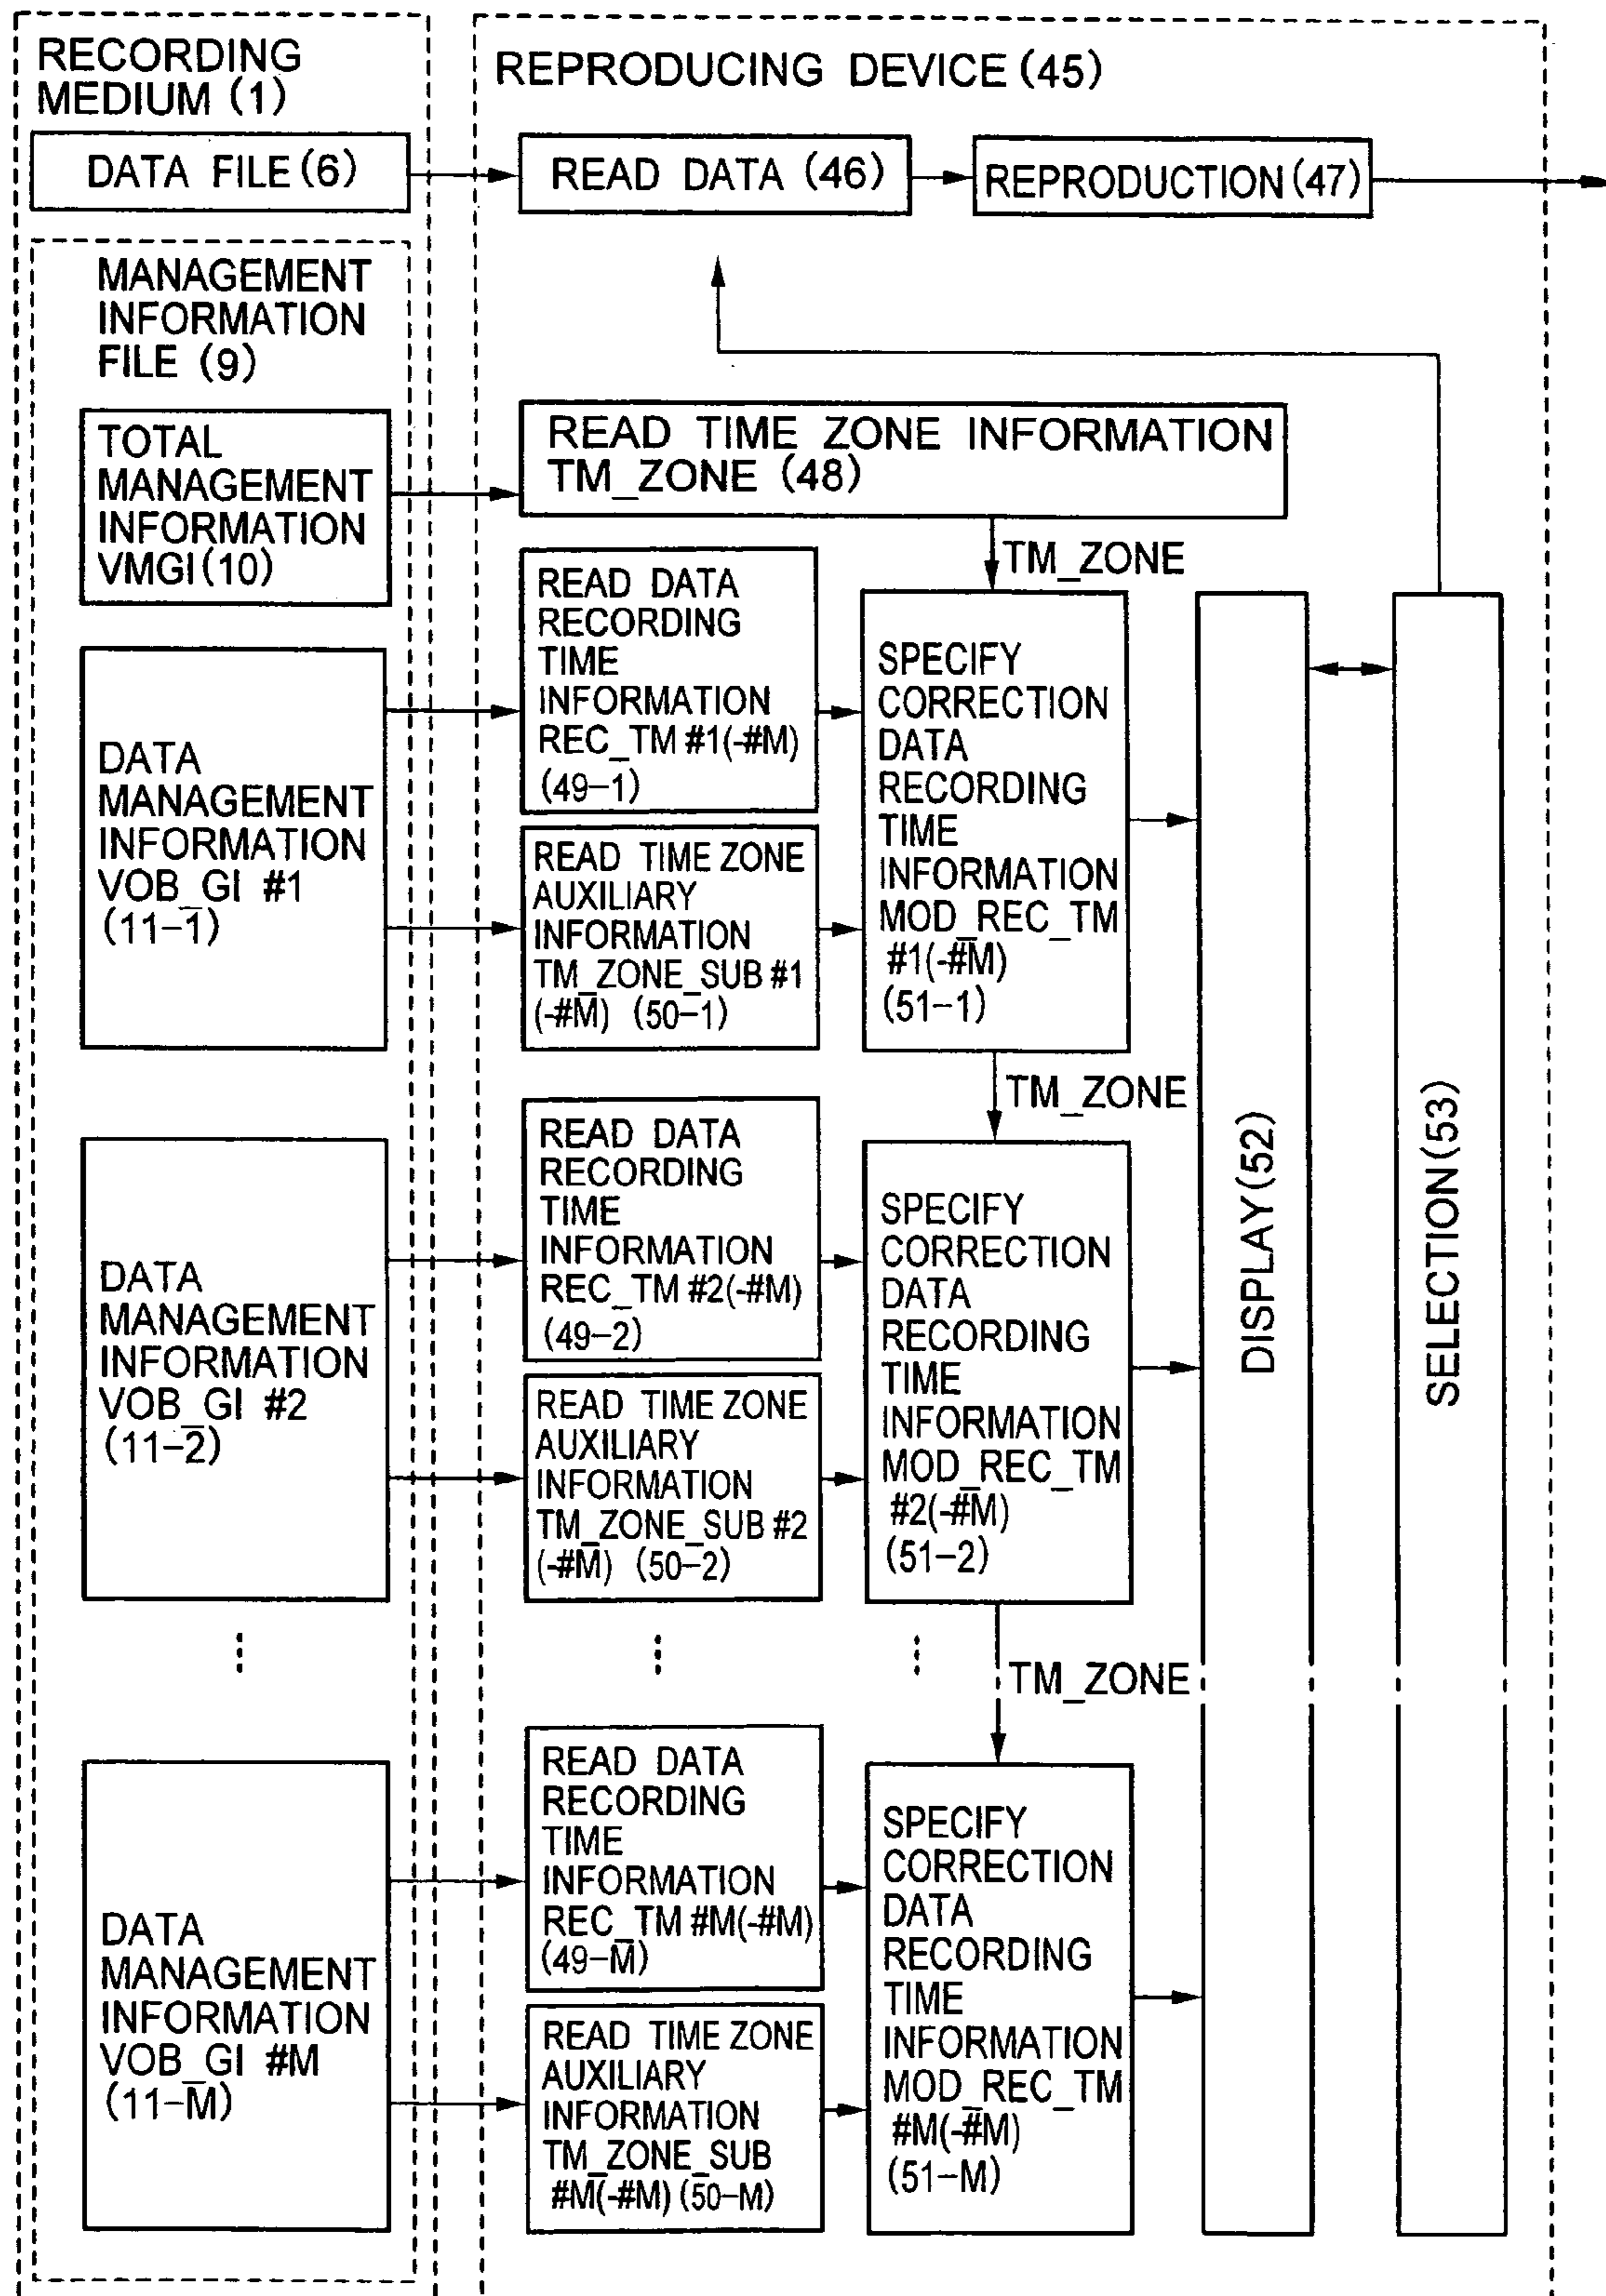 RECORDING
MEDIUM (1)
REPRODUCING DEVICE (45)
DATA FILE (6)
READ DATA (46)
REPRODUCTION (47)
MANAGEMENT
INFORMATION
FILE (9)
TOTAL
MANAGEMENT
INFORMATION
VMGI (10)
READ TIME ZONE INFORMATION
TM_ZONE (48)
TM_ZONE
DATA
MANAGEMENT
INFORMATION
VOB_GI #1
(11-1)
READ DATA
RECORDING
TIME
INFORMATION
REC_TM #1(-#M)
(49-1)
READ TIME ZONE
AUXILIARY
INFORMATION
TM_ZONE_SUB #1
(-#M) (50-1)
SPECIFY
CORRECTION
DATA
RECORDING
TIME
INFORMATION
MOD_REC_TM
#1(-#M)
(51-1)
TM_ZONE
DATA
MANAGEMENT
INFORMATION
VOB_GI #2
(11-2)
READ DATA
RECORDING
TIME
INFORMATION
REC_TM #2(-#M)
(49-2)
READ TIME ZONE
AUXILIARY
INFORMATION
TM_ZONE_SUB #2
(-#M) (50-2)
SPECIFY
CORRECTION
DATA
RECORDING
TIME
INFORMATION
MOD_REC_TM
#2(-#M)
(51-2)
TM_ZONE
DATA
MANAGEMENT
INFORMATION
VOB_GI #M
(11-M)
READ DATA
RECORDING
TIME
INFORMATION
REC_TM #M(-#M)
(49-M)
READ TIME ZONE
AUXILIARY
INFORMATION
TM_ZONE_SUB
#M(-#M) (50-M)
SPECIFY
CORRECTION
DATA
RECORDING
TIME
INFORMATION
MOD_REC_TM
#M(-#M)
(51-M)
DISPLAY (52)
SELECTION (53)